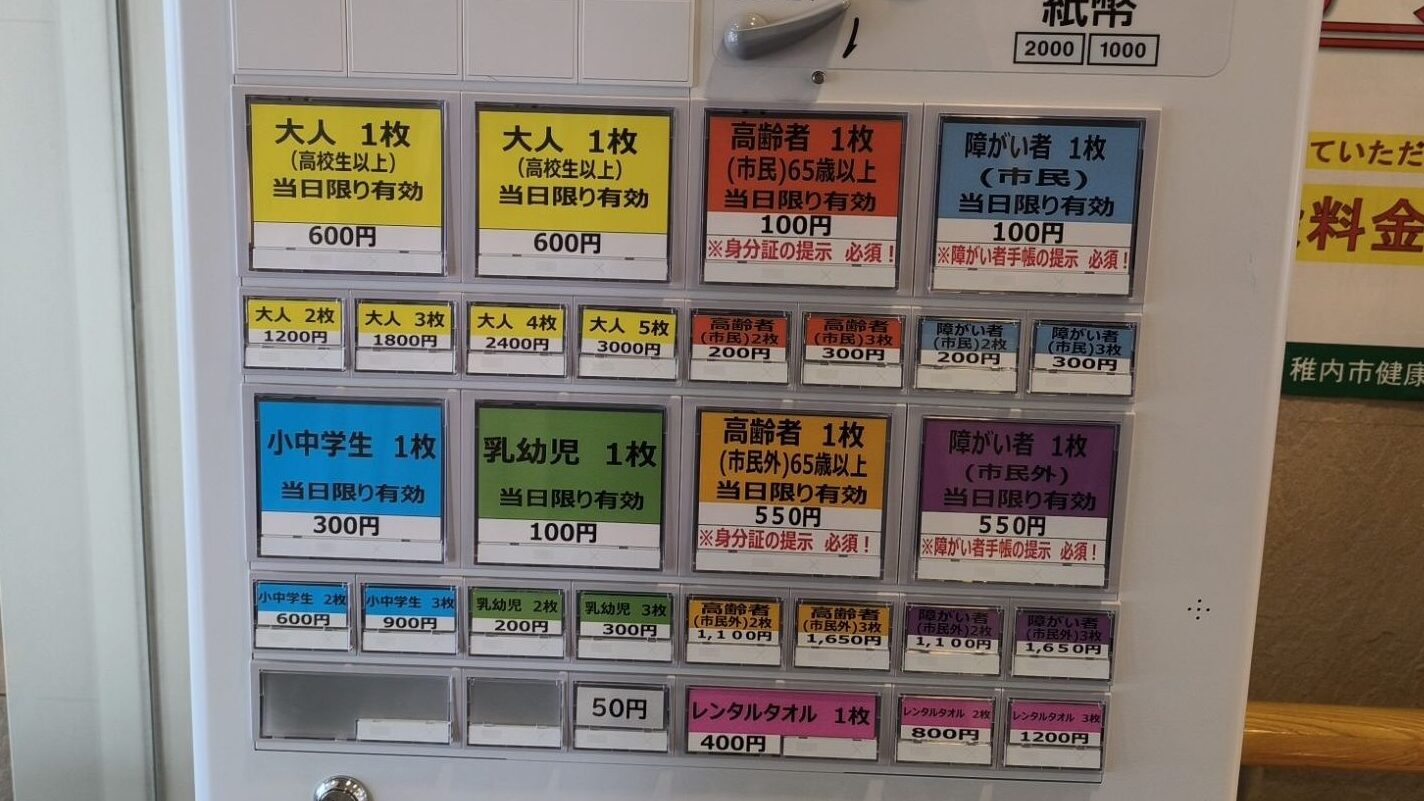 紙幣
2000 1000
大人 1枚
(高校生以上)
当日限り有効
600円
大人 1枚
(高校生以上)
当日限り有効
600円
高齢者 1枚
(市民)65歳以上
当日限り有効
100円
※身分証の提示 必須!
障がい者 1枚
(市民)
当日限り有効
100円
※障がい者手帳の提示 必須!
大人 2枚
1200円
大人 3枚
1800円
大人 4枚
2400円
大人 5枚
3000円
高齢者
(市民)2枚
200円
高齢者
(市民)3枚
300円
障がい者
(市民)2枚
200円
障がい者
(市民)3枚
300円
小中学生 1枚
当日限り有効
300円
乳幼児 1枚
当日限り有効
100円
高齢者 1枚
(市民外)65歳以上
当日限り有効
550円
※身分証の提示 必須!
障がい者 1枚
(市民外)
当日限り有効
550円
※障がい者手帳の提示 必須!
小中学生 2枚
600円
小中学生 3枚
900円
乳幼児 2枚
200円
乳幼児 3枚
300円
高齢者
(市民外)2枚
1,100円
高齢者
(市民外)3枚
1,650円
障がい者
(市民外)2枚
1,100円
障がい者
(市民外)3枚
1,650円
50円
レンタルタオル 1枚
400円
レンタルタオル 2枚
800円
レンタルタオル 3枚
1200円
ていただ
料金
稚内市健康